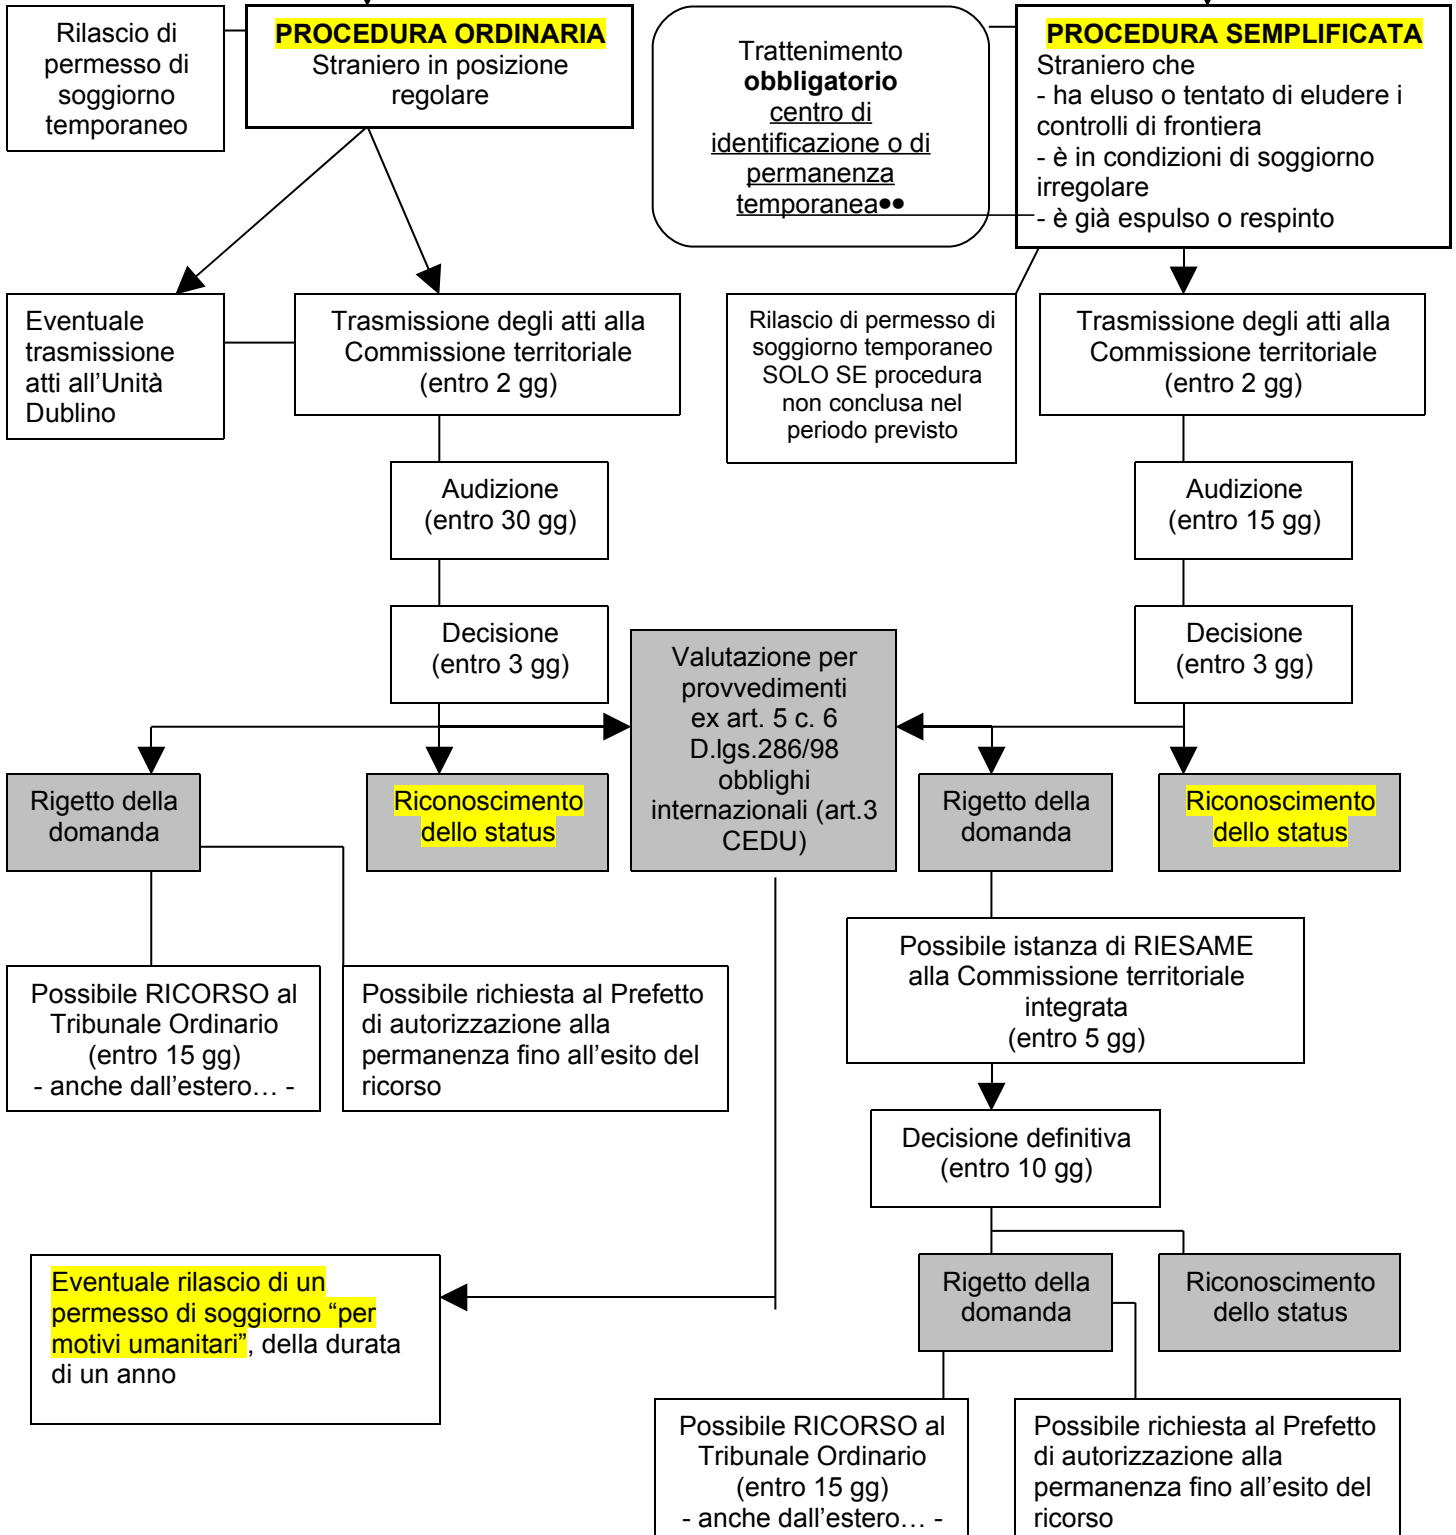 Rilascio di
permesso di
soggiorno
temporaneo
PROCEDURA ORDINARIA
Straniero in posizione
regolare
Trattenimento
obbligatorio
centro di
identificazione o di
permanenza
temporanea●●
PROCEDURA SEMPLIFICATA
Straniero che
- ha eluso o tentato di eludere i
controlli di frontiera
- è in condizioni di soggiorno
irregolare
- è già espulso o respinto
Eventuale
trasmissione
atti all’Unità
Dublino
Trasmissione degli atti alla
Commissione territoriale
(entro 2 gg)
Rilascio di permesso di
soggiorno temporaneo
SOLO SE procedura
non conclusa nel
periodo previsto
Trasmissione degli atti alla
Commissione territoriale
(entro 2 gg)
Audizione
(entro 30 gg)
Audizione
(entro 15 gg)
Decisione
(entro 3 gg)
Valutazione per
provvedimenti
ex art. 5 c. 6
D.lgs.286/98
obblighi
internazionali (art.3
CEDU)
Decisione
(entro 3 gg)
Rigetto della
domanda
Riconoscimento
dello status
Rigetto della
domanda
Riconoscimento
dello status
Possibile RICORSO al
Tribunale Ordinario
(entro 15 gg)
- anche dall’estero… -
Possibile richiesta al Prefetto
di autorizzazione alla
permanenza fino all’esito del
ricorso
Possibile istanza di RIESAME
alla Commissione territoriale
integrata
(entro 5 gg)
Decisione definitiva
(entro 10 gg)
Eventuale rilascio di un
permesso di soggiorno “per
motivi umanitari”, della durata
di un anno
Rigetto della
domanda
Riconoscimento
dello status
Possibile RICORSO al
Tribunale Ordinario
(entro 15 gg)
- anche dall’estero… -
Possibile richiesta al Prefetto
di autorizzazione alla
permanenza fino all’esito del
ricorso